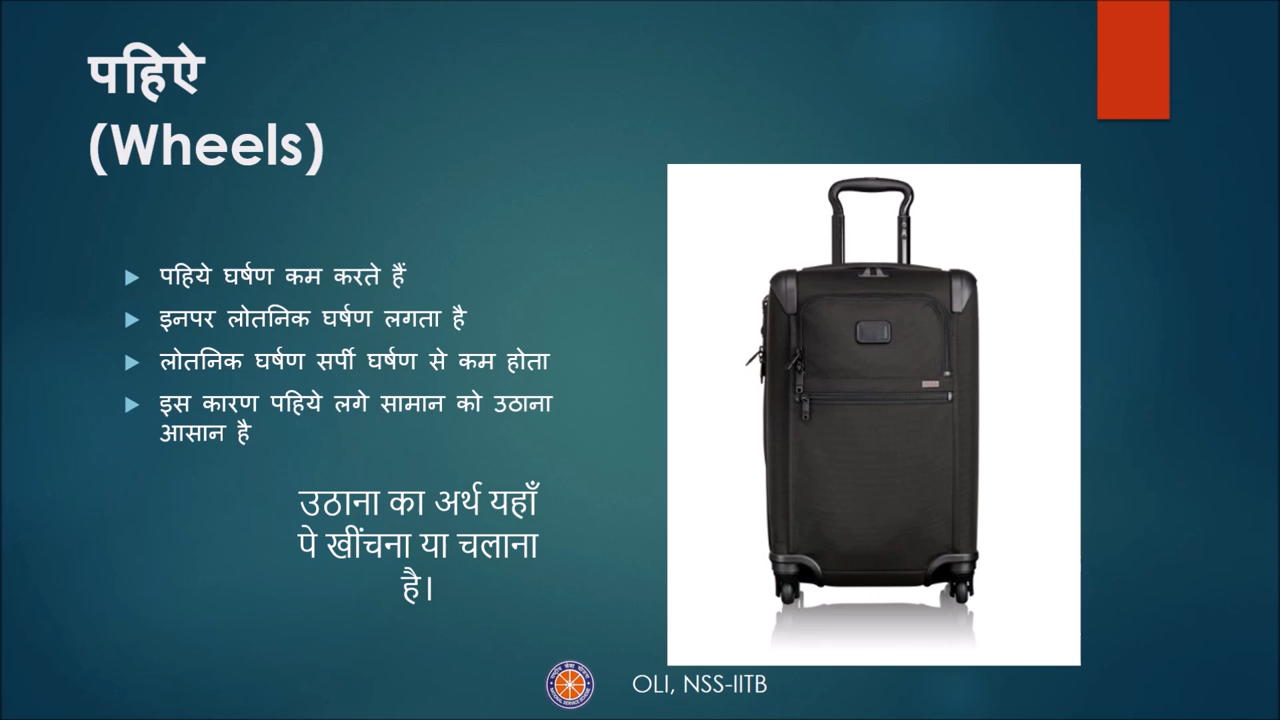 पहिऐ
(Wheels)
पहिये घर्षण कम करते हैं
इनपर लोतनिक घर्षण लगता है
लोतनिक घर्षण सर्पी घर्षण से कम होता
इस कारण पहिये लगे सामान को उठाना
आसान है
उठाना का अर्थ यहाँ
पे खींचना या चलाना
है।
OLI, NSS-IITB